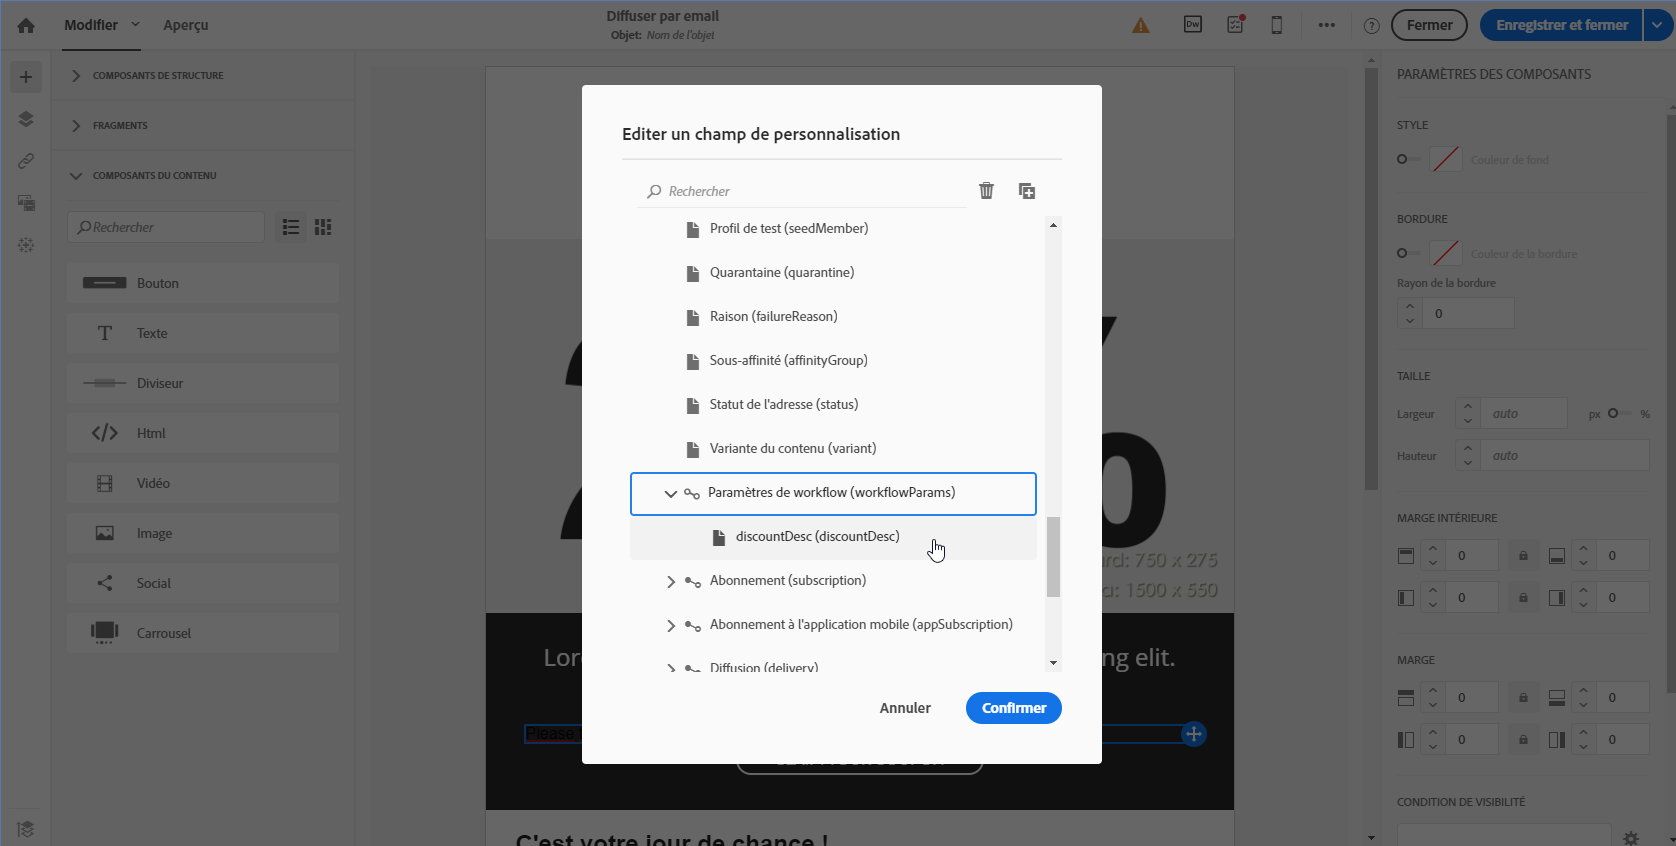 Modifier
Aperçu
Diffuser par email
Objet: Nom de l'objet
Dw
Fermer
Enregistrer et fermer
COMPOSANTS DE STRUCTURE
FRAGMENTS
COMPOSANTS DU CONTENU
Rechercher
Bouton
Texte
Diviseur
Html
Vidéo
Image
Social
Carrousel
Editer un champ de personnalisation
Rechercher
Profil de test (seedMember)
Quarantaine (quarantine)
Raison (failureReason)
Sous-affinité (affinityGroup)
Statut de l'adresse (status)
Variante du contenu (variant)
Paramètres de workflow (workflowParams)
discountDesc (discountDesc)
Abonnement (subscription)
Abonnement à l'application mobile (appSubscription)
Diffusion (delivery)
Annuler
Confirmer
: 750 x 275
: 1500 x 550
elit.
Please
C'est votre jour de chance !
PARAMÈTRES DES COMPOSANTS
STYLE
Couleur de fond
BORDURE
Couleur de la bordure
Rayon de la bordure
0
TAILLE
Largeur
auto
px
%
Hauteur
auto
MARGE INTÉRIEURE
0
0
0
0
MARGE
0
0
0
0
CONDITION DE VISIBILITÉ